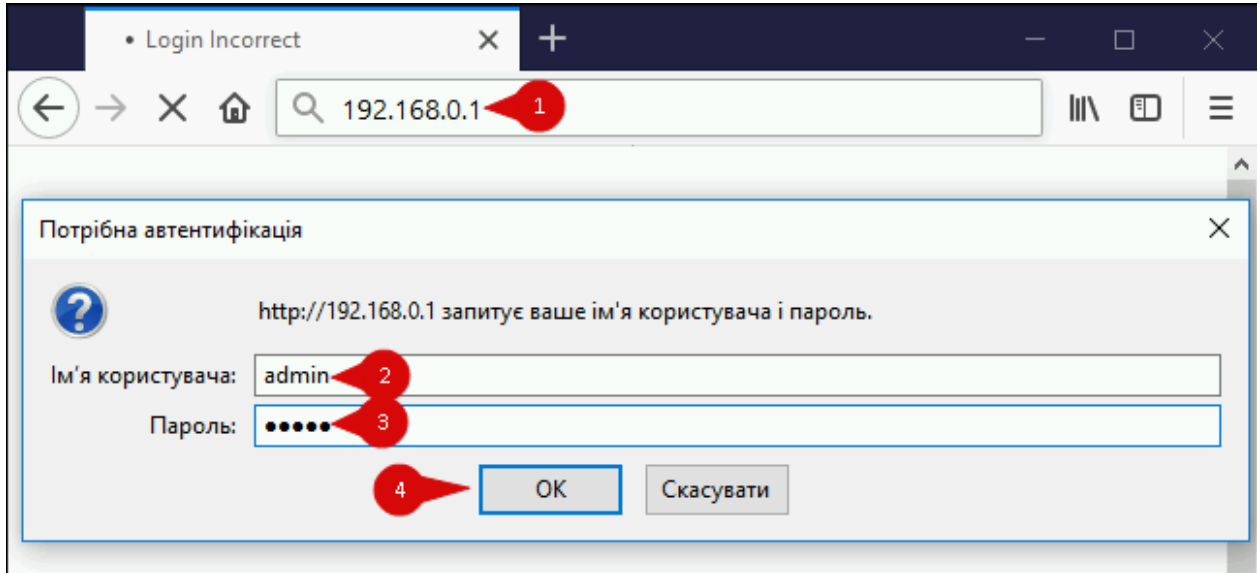 • Login Incorrect
192.168.0.1
1
Потрібна автентифікація
http://192.168.0.1 запитує ваше ім'я користувача і пароль.
Ім'я користувача: admin 2
Пароль: ••••• 3
4 OK Скасувати